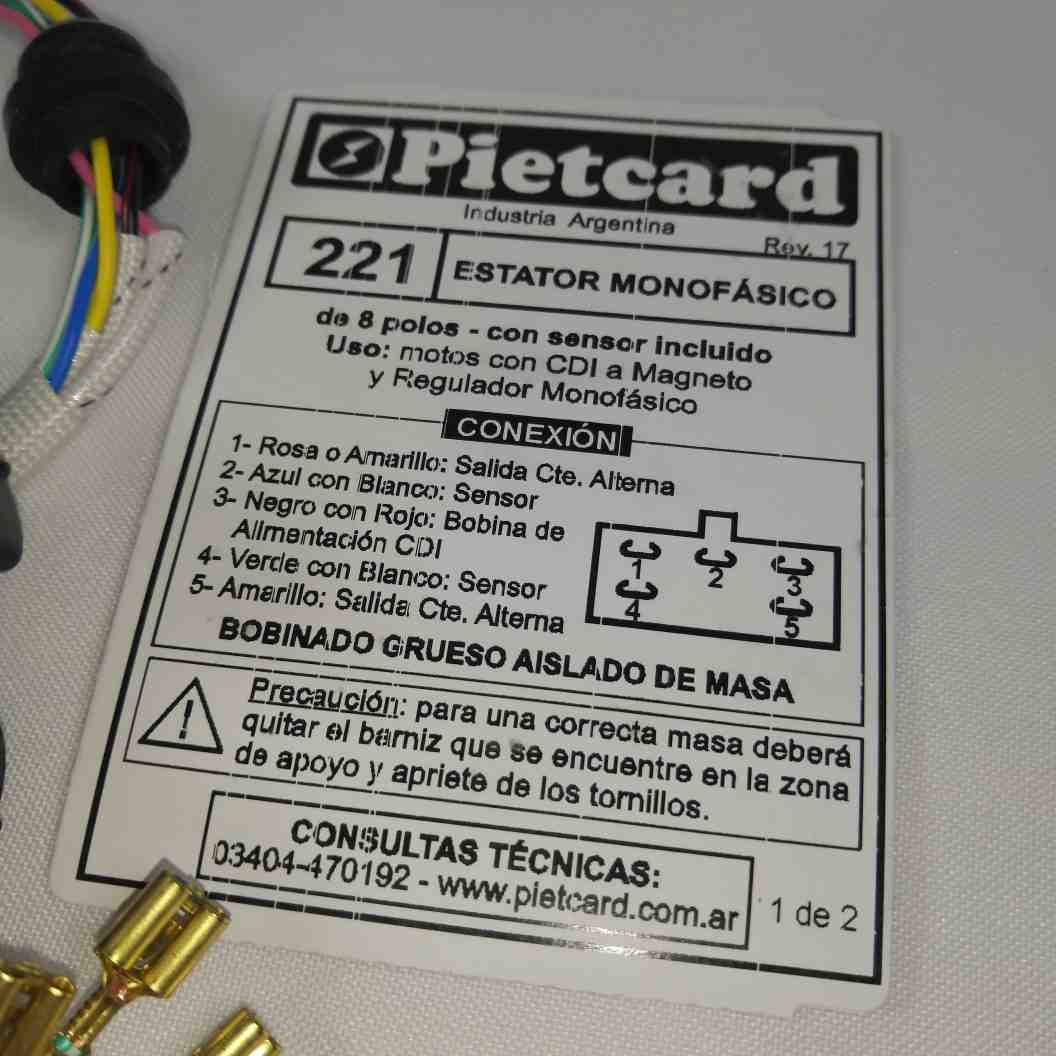 Pietcard
Industria Argentina
Rev. 17
221
ESTATOR MONOFÁSICO
de 8 polos - con sensor incluido
Uso: motos con CDI a Magneto
y Regulador Monofásico
CONEXIÓN
1- Rosa o Amarillo: Salida Cte. Alterna
2- Azul con Blanco: Sensor
3- Negro con Rojo: Bobina de
Alimentación CDI
4- Verde con Blanco: Sensor
5- Amarillo: Salida Cte. Alterna
1 2 3
4 5
BOBINADO GRUESO AISLADO DE MASA
!
Precaución: para una correcta masa deberá
quitar el barniz que se encuentre en la zona
de apoyo y apriete de los tornillos.
CONSULTAS TÉCNICAS:
03404-470192 - www.pietcard.com.ar
1 de 2